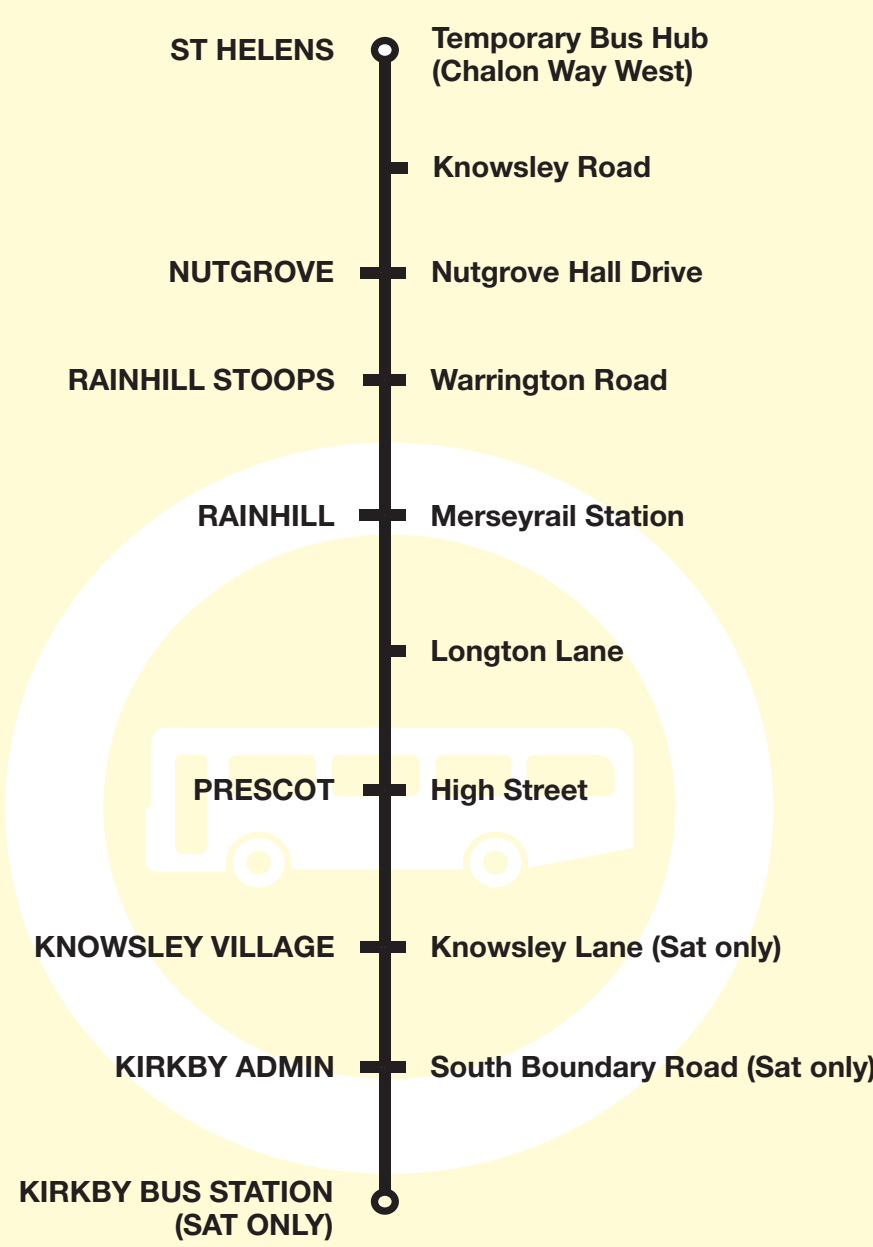 ST HELENS
Temporary Bus Hub
(Chalon Way West)
Knowsley Road
NUTGROVE
Nutgrove Hall Drive
RAINHILL STOOPS
Warrington Road
RAINHILL
Merseyrail Station
Longton Lane
PRESCOT
High Street
KNOWSLEY VILLAGE
Knowsley Lane (Sat only)
KIRKBY ADMIN
South Boundary Road (Sat only)
KIRKBY BUS STATION
(SAT ONLY)